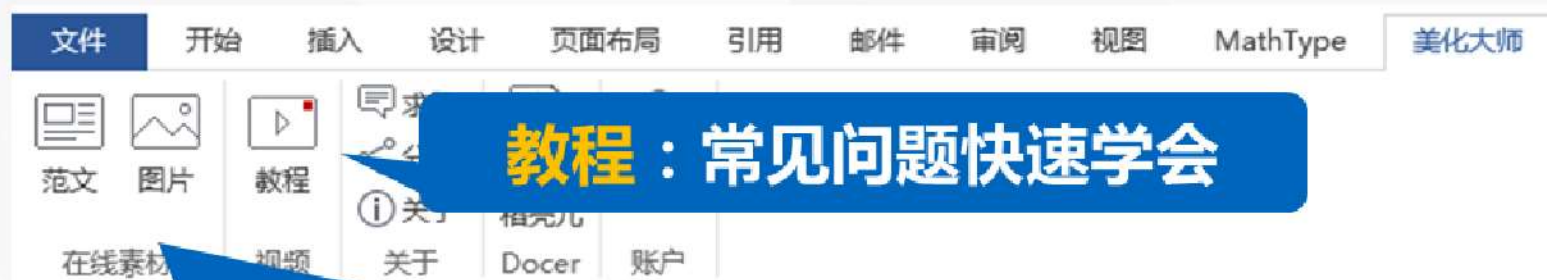 文件 开始 插入 设计 页面布局 引用 邮件 审阅 视图 MathType 美化大师
教程：常见问题快速学会
范文 图片 教程
关于
在线素材 视频 关于 Docer 账户